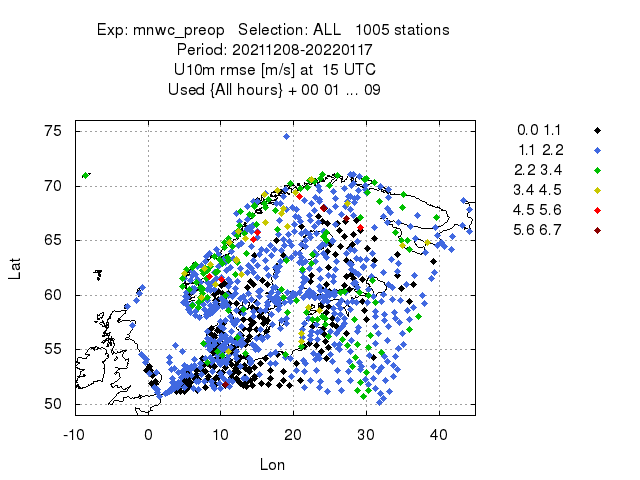 Exp: mnwc_preop   Selection: ALL   1005 stations
Period: 20211208-20220117
U10m rmse [m/s] at  15 UTC
Used {All hours} + 00 01 ... 09
75
70
65
60
55
50
Lat
-10 0 10 20 30 40
Lon
0.0 1.1
1.1 2.2
2.2 3.4
3.4 4.5
4.5 5.6
5.6 6.7